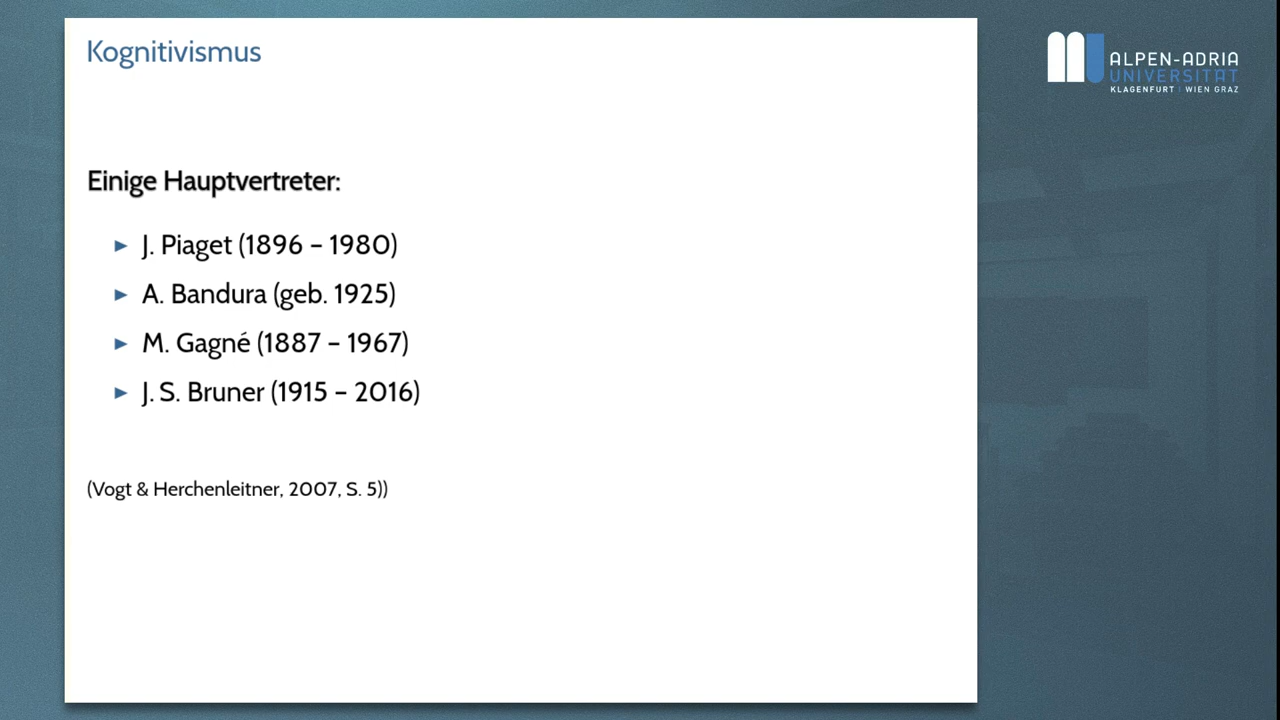 Kognitivismus
ALPEN-ADRIA
UNIVERSITÄT
KLAGENFURT | WIEN GRAZ
Einige Hauptvertreter:
► J. Piaget (1896 – 1980)
► A. Bandura (geb. 1925)
► M. Gagné (1887 – 1967)
► J. S. Bruner (1915 – 2016)
(Vogt & Herchenleitner, 2007, S. 5))